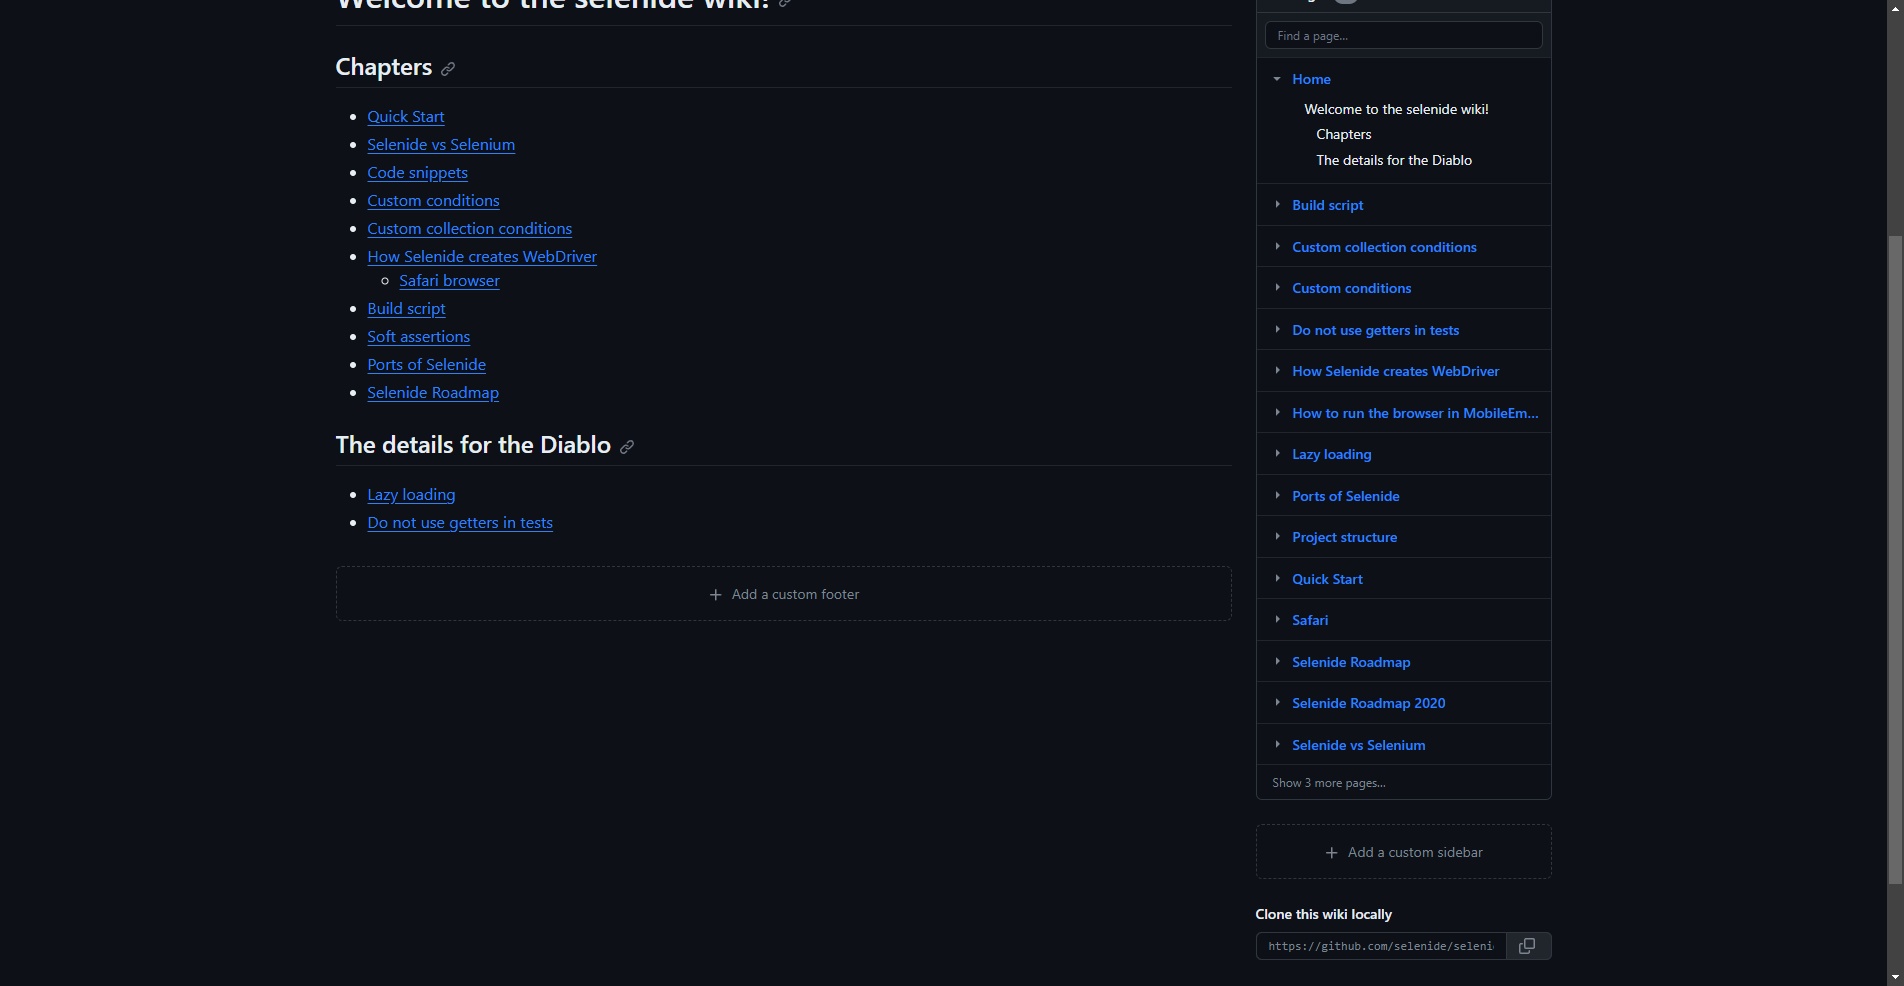 Welcome to the selenide wiki!
Chapters
Quick Start
Selenide vs Selenium
Code snippets
Custom conditions
Custom collection conditions
How Selenide creates WebDriver
Safari browser
Build script
Soft assertions
Ports of Selenide
Selenide Roadmap
The details for the Diablo
Lazy loading
Do not use getters in tests
Add a custom footer
Find a page...
Home
Welcome to the selenide wiki!
Chapters
The details for the Diablo
Build script
Custom collection conditions
Custom conditions
Do not use getters in tests
How Selenide creates WebDriver
How to run the browser in MobileEm...
Lazy loading
Ports of Selenide
Project structure
Quick Start
Safari
Selenide Roadmap
Selenide Roadmap 2020
Selenide vs Selenium
Show 3 more pages...
Add a custom sidebar
Clone this wiki locally
https://github.com/selenide/seleni